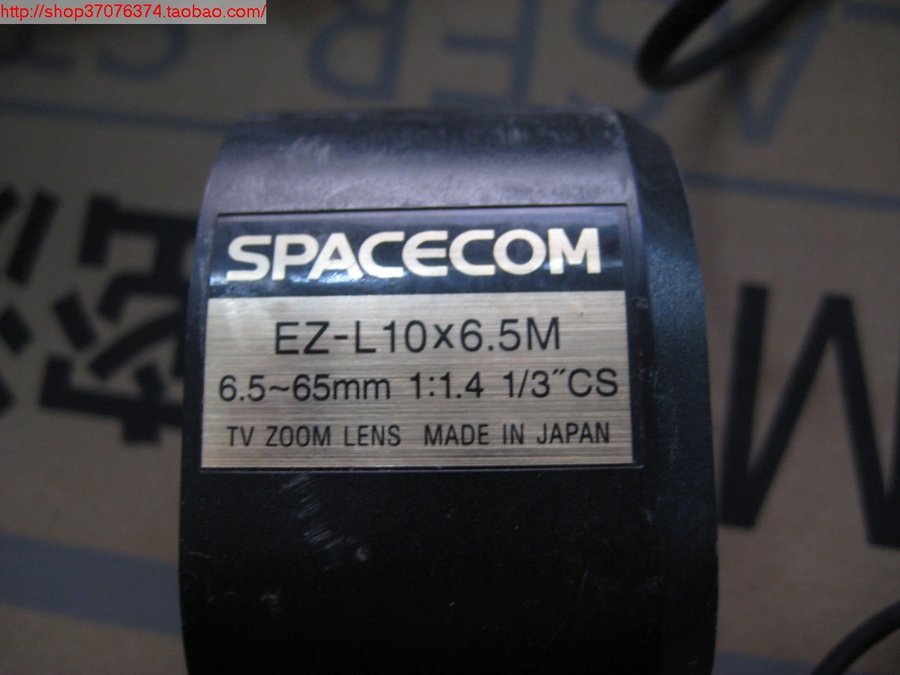 http://shop37076374.taobao.com/
SPACECOM
EZ-L10×6.5M
6.5~65mm 1:1.4 1/3"CS
TV ZOOM LENS MADE IN JAPAN